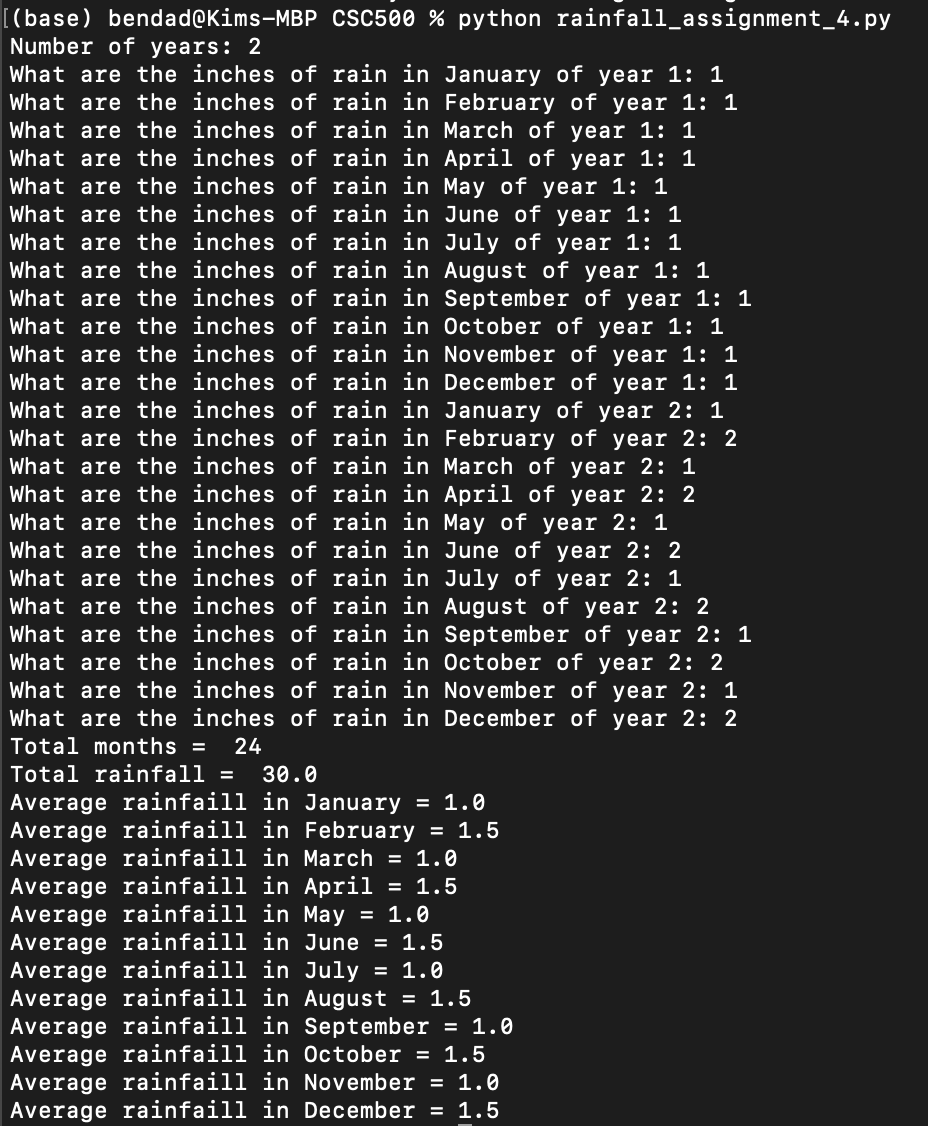 [(base) bendad@Kims-MBP CSC500 % python rainfall_assignment_4.py
Number of years: 2
What are the inches of rain in January of year 1: 1
What are the inches of rain in February of year 1: 1
What are the inches of rain in March of year 1: 1
What are the inches of rain in April of year 1: 1
What are the inches of rain in May of year 1: 1
What are the inches of rain in June of year 1: 1
What are the inches of rain in July of year 1: 1
What are the inches of rain in August of year 1: 1
What are the inches of rain in September of year 1: 1
What are the inches of rain in October of year 1: 1
What are the inches of rain in November of year 1: 1
What are the inches of rain in December of year 1: 1
What are the inches of rain in January of year 2: 1
What are the inches of rain in February of year 2: 2
What are the inches of rain in March of year 2: 1
What are the inches of rain in April of year 2: 2
What are the inches of rain in May of year 2: 1
What are the inches of rain in June of year 2: 2
What are the inches of rain in July of year 2: 1
What are the inches of rain in August of year 2: 2
What are the inches of rain in September of year 2: 1
What are the inches of rain in October of year 2: 2
What are the inches of rain in November of year 2: 1
What are the inches of rain in December of year 2: 2
Total months =  24
Total rainfall =  30.0
Average rainfaill in January = 1.0
Average rainfaill in February = 1.5
Average rainfaill in March = 1.0
Average rainfaill in April = 1.5
Average rainfaill in May = 1.0
Average rainfaill in June = 1.5
Average rainfaill in July = 1.0
Average rainfaill in August = 1.5
Average rainfaill in September = 1.0
Average rainfaill in October = 1.5
Average rainfaill in November = 1.0
Average rainfaill in December = 1.5